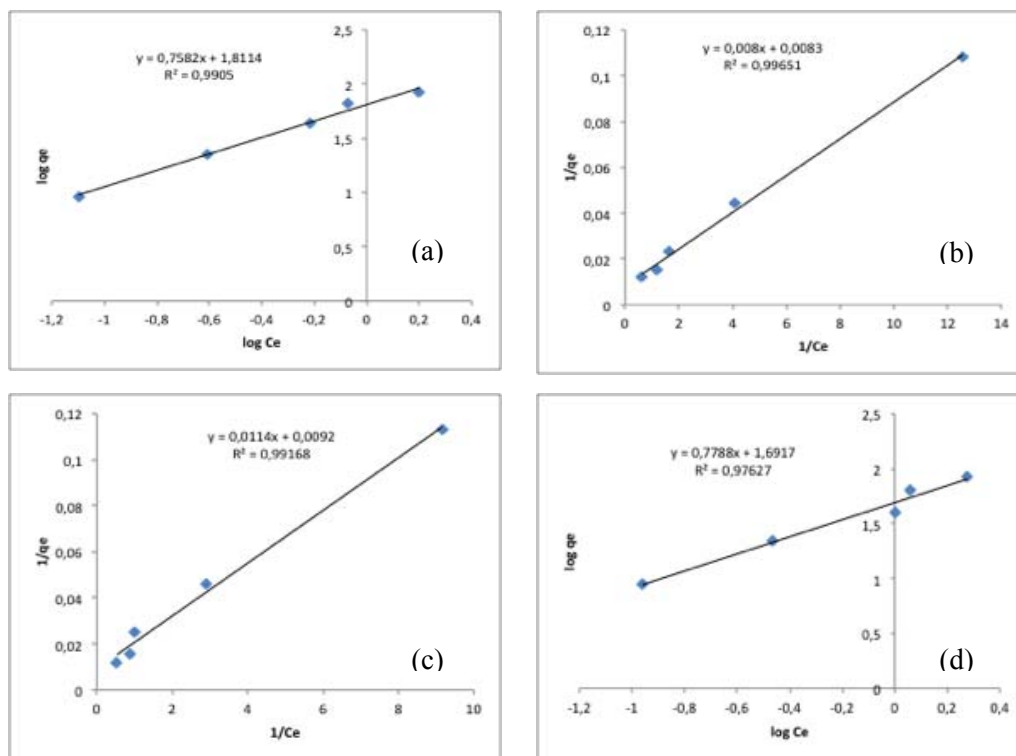 2,5
y = 0,7582x + 1,8114
R² = 0,9905
2
1,5
log qe
1
0,5
(a)
0
-1,2 -1 -0,8 -0,6 -0,4 -0,2 0 0,2 0,4
log Ce
0,12
y = 0,008x + 0,0083
R² = 0,99651
0,1
0,08
1/qe
0,06
0,04
0,02
(b)
0
0 2 4 6 8 10 12 14
1/Ce
0,12
y = 0,0114x + 0,0092
R² = 0,99168
0,1
0,08
1/qe
0,06
0,04
0,02
(c)
0
0 2 4 6 8 10
1/Ce
2,5
y = 0,7788x + 1,6917
R² = 0,97627
2
1,5
log qe
1
0,5
(d)
0
-1,2 -1 -0,8 -0,6 -0,4 -0,2 0 0,2 0,4
log Ce